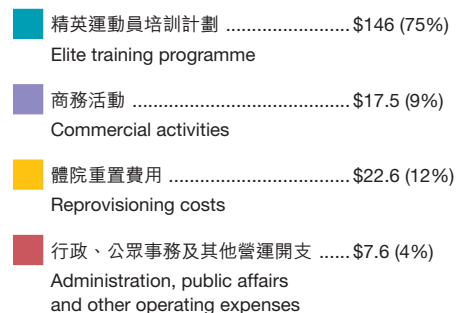 精英運動員培訓計劃 ............................ $146 (75%)
Elite training programme
商務活動 ................................................. $17.5 (9%)
Commercial activities
體院重置費用 ......................................... $22.6 (12%)
Reprovisioning costs
行政、公眾事務及其他營運開支 ...... $7.6 (4%)
Administration, public affairs
and other operating expenses